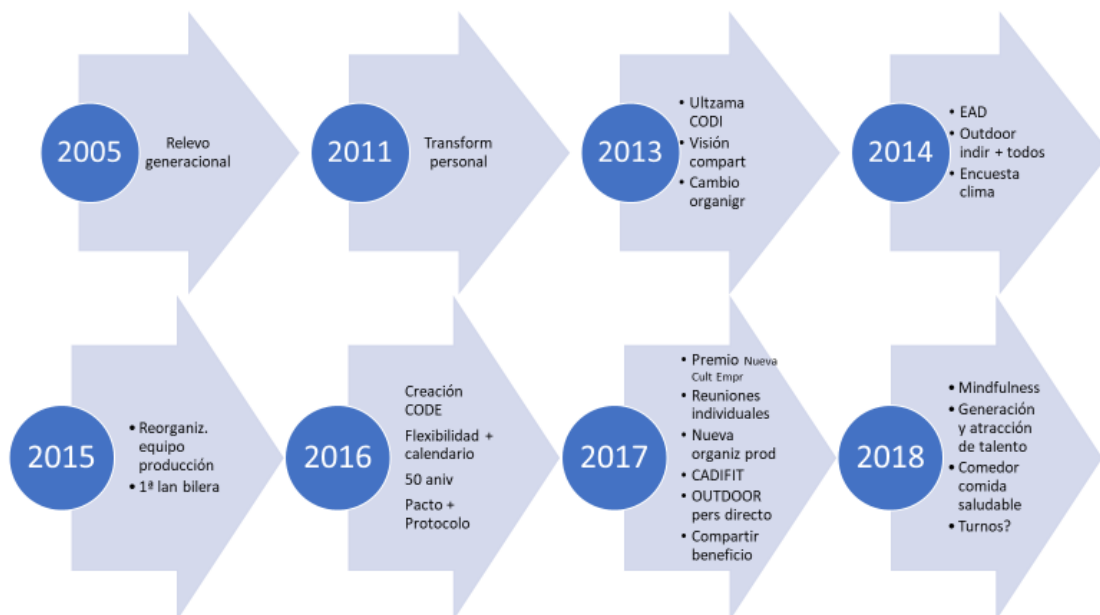 2005
Relevo
generacional
2011
Transform
personal
2013
• Ultzama
CODI
• Visión
compart
• Cambio
organigr
2014
• EAD
• Outdoor
indir + todos
• Encuesta
clima
2015
• Reorganiz.
equipo
producción
• 1ª lan bilera
2016
Creación
CODE
Flexibilidad +
calendario
50 aniv
Pacto +
Protocolo
2017
• Premio Nueva
Cult Empr
• Reuniones
individuales
• Nueva
organiz prod
• CADIFIT
• OUTDOOR
pers directo
• Compartir
beneficio
2018
• Mindfulness
• Generación
y atracción
de talento
• Comedor
comida
saludable
• Turnos?